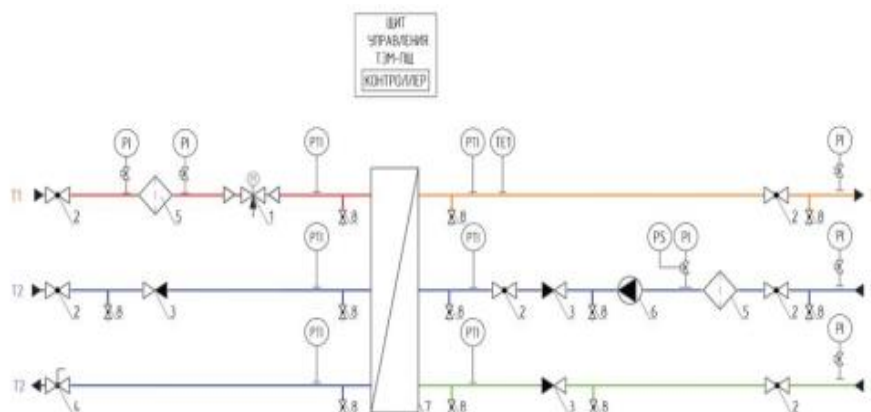 ЩИТ
УПРАВЛЕНИЯ
ТЭМ-ПЩ
КОНТРОЛЛЕР
PI PI PTI PTI TET PI
M
T1 2 5 1 8 8 2 8
PTI PTI PS PI PI
T2 2 8 3 8 8 2 3 8 6 5 2 8
PTI PTI PI
T2 4 8 7 8 3 8 2